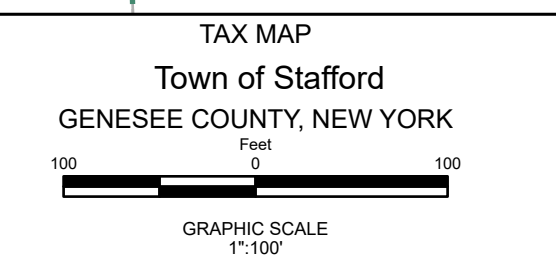 TAX MAP
Town of Stafford
GENESEE COUNTY, NEW YORK
Feet
100 0 100
GRAPHIC SCALE
1":100'